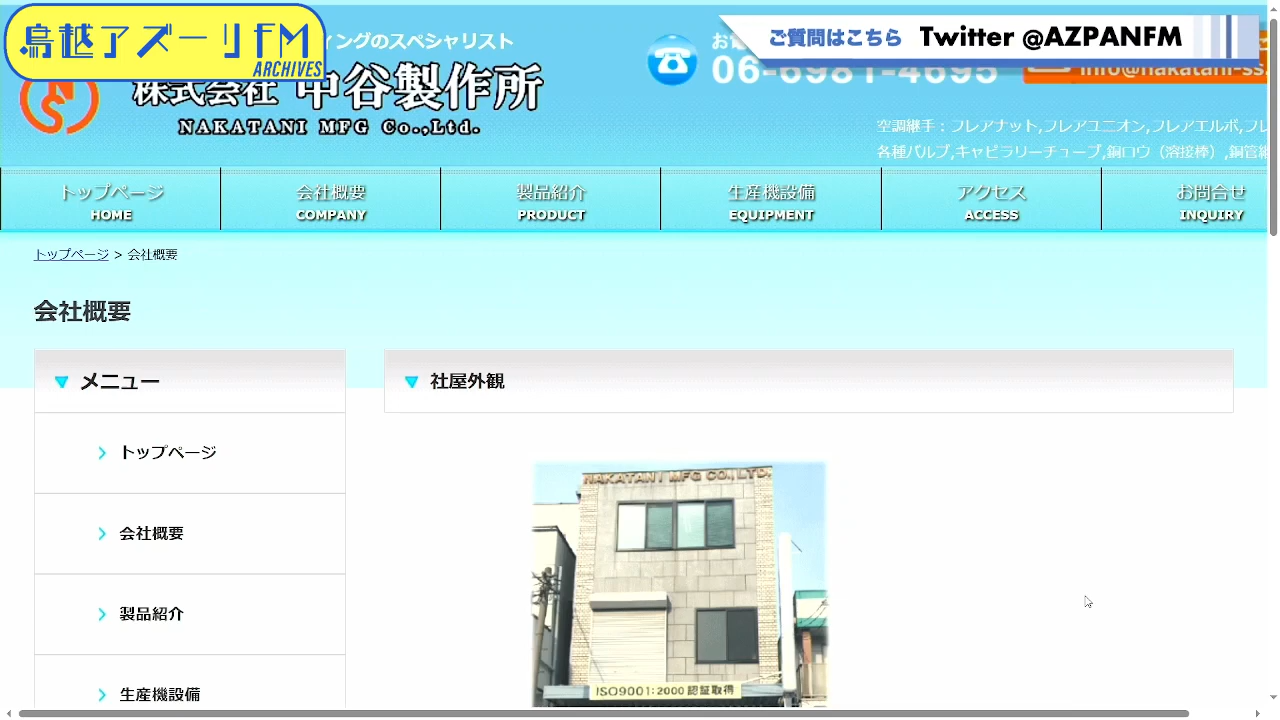 鳥越アズーリFM
ARCHIVES
ィングのスペシャリスト
株式会社 中谷製作所
NAKATANI MFG Co.,Ltd.
ご質問はこちら Twitter @AZPANFM
06-6981-4695
info@nakatani-ss.
空調継手：フレアナット,フレアユニオン,フレアエルボ,フレ
各種バルブ,キャピラリーチューブ,銅ロウ（溶接棒）,銅管継
トップページ
HOME
会社概要
COMPANY
製品紹介
PRODUCT
生産機設備
EQUIPMENT
アクセス
ACCESS
お問合せ
INQUIRY
トップページ > 会社概要
会社概要
メニュー
トップページ
会社概要
製品紹介
生産機設備
社屋外観
NAKATANI MFG CO.,LTD.
ISO9001:2000 認証取得